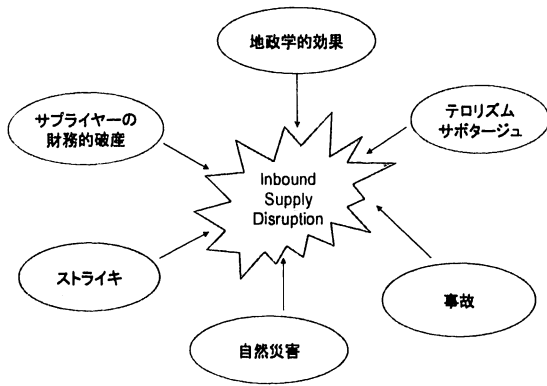 地政学的効果
サプライヤーの
財務的破産
テロリズム
サボタージュ
Inbound
Supply
Disruption
ストライキ
事故
自然災害